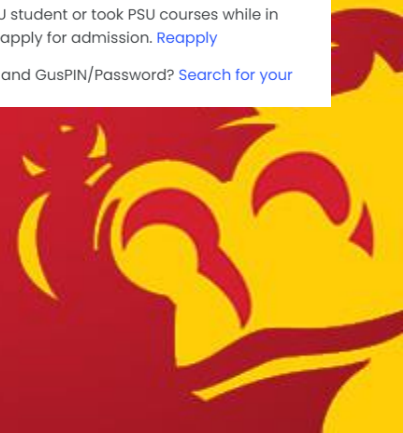 U student or took PSU courses while in
apply for admission. Reapply
and GusPIN/Password? Search for your